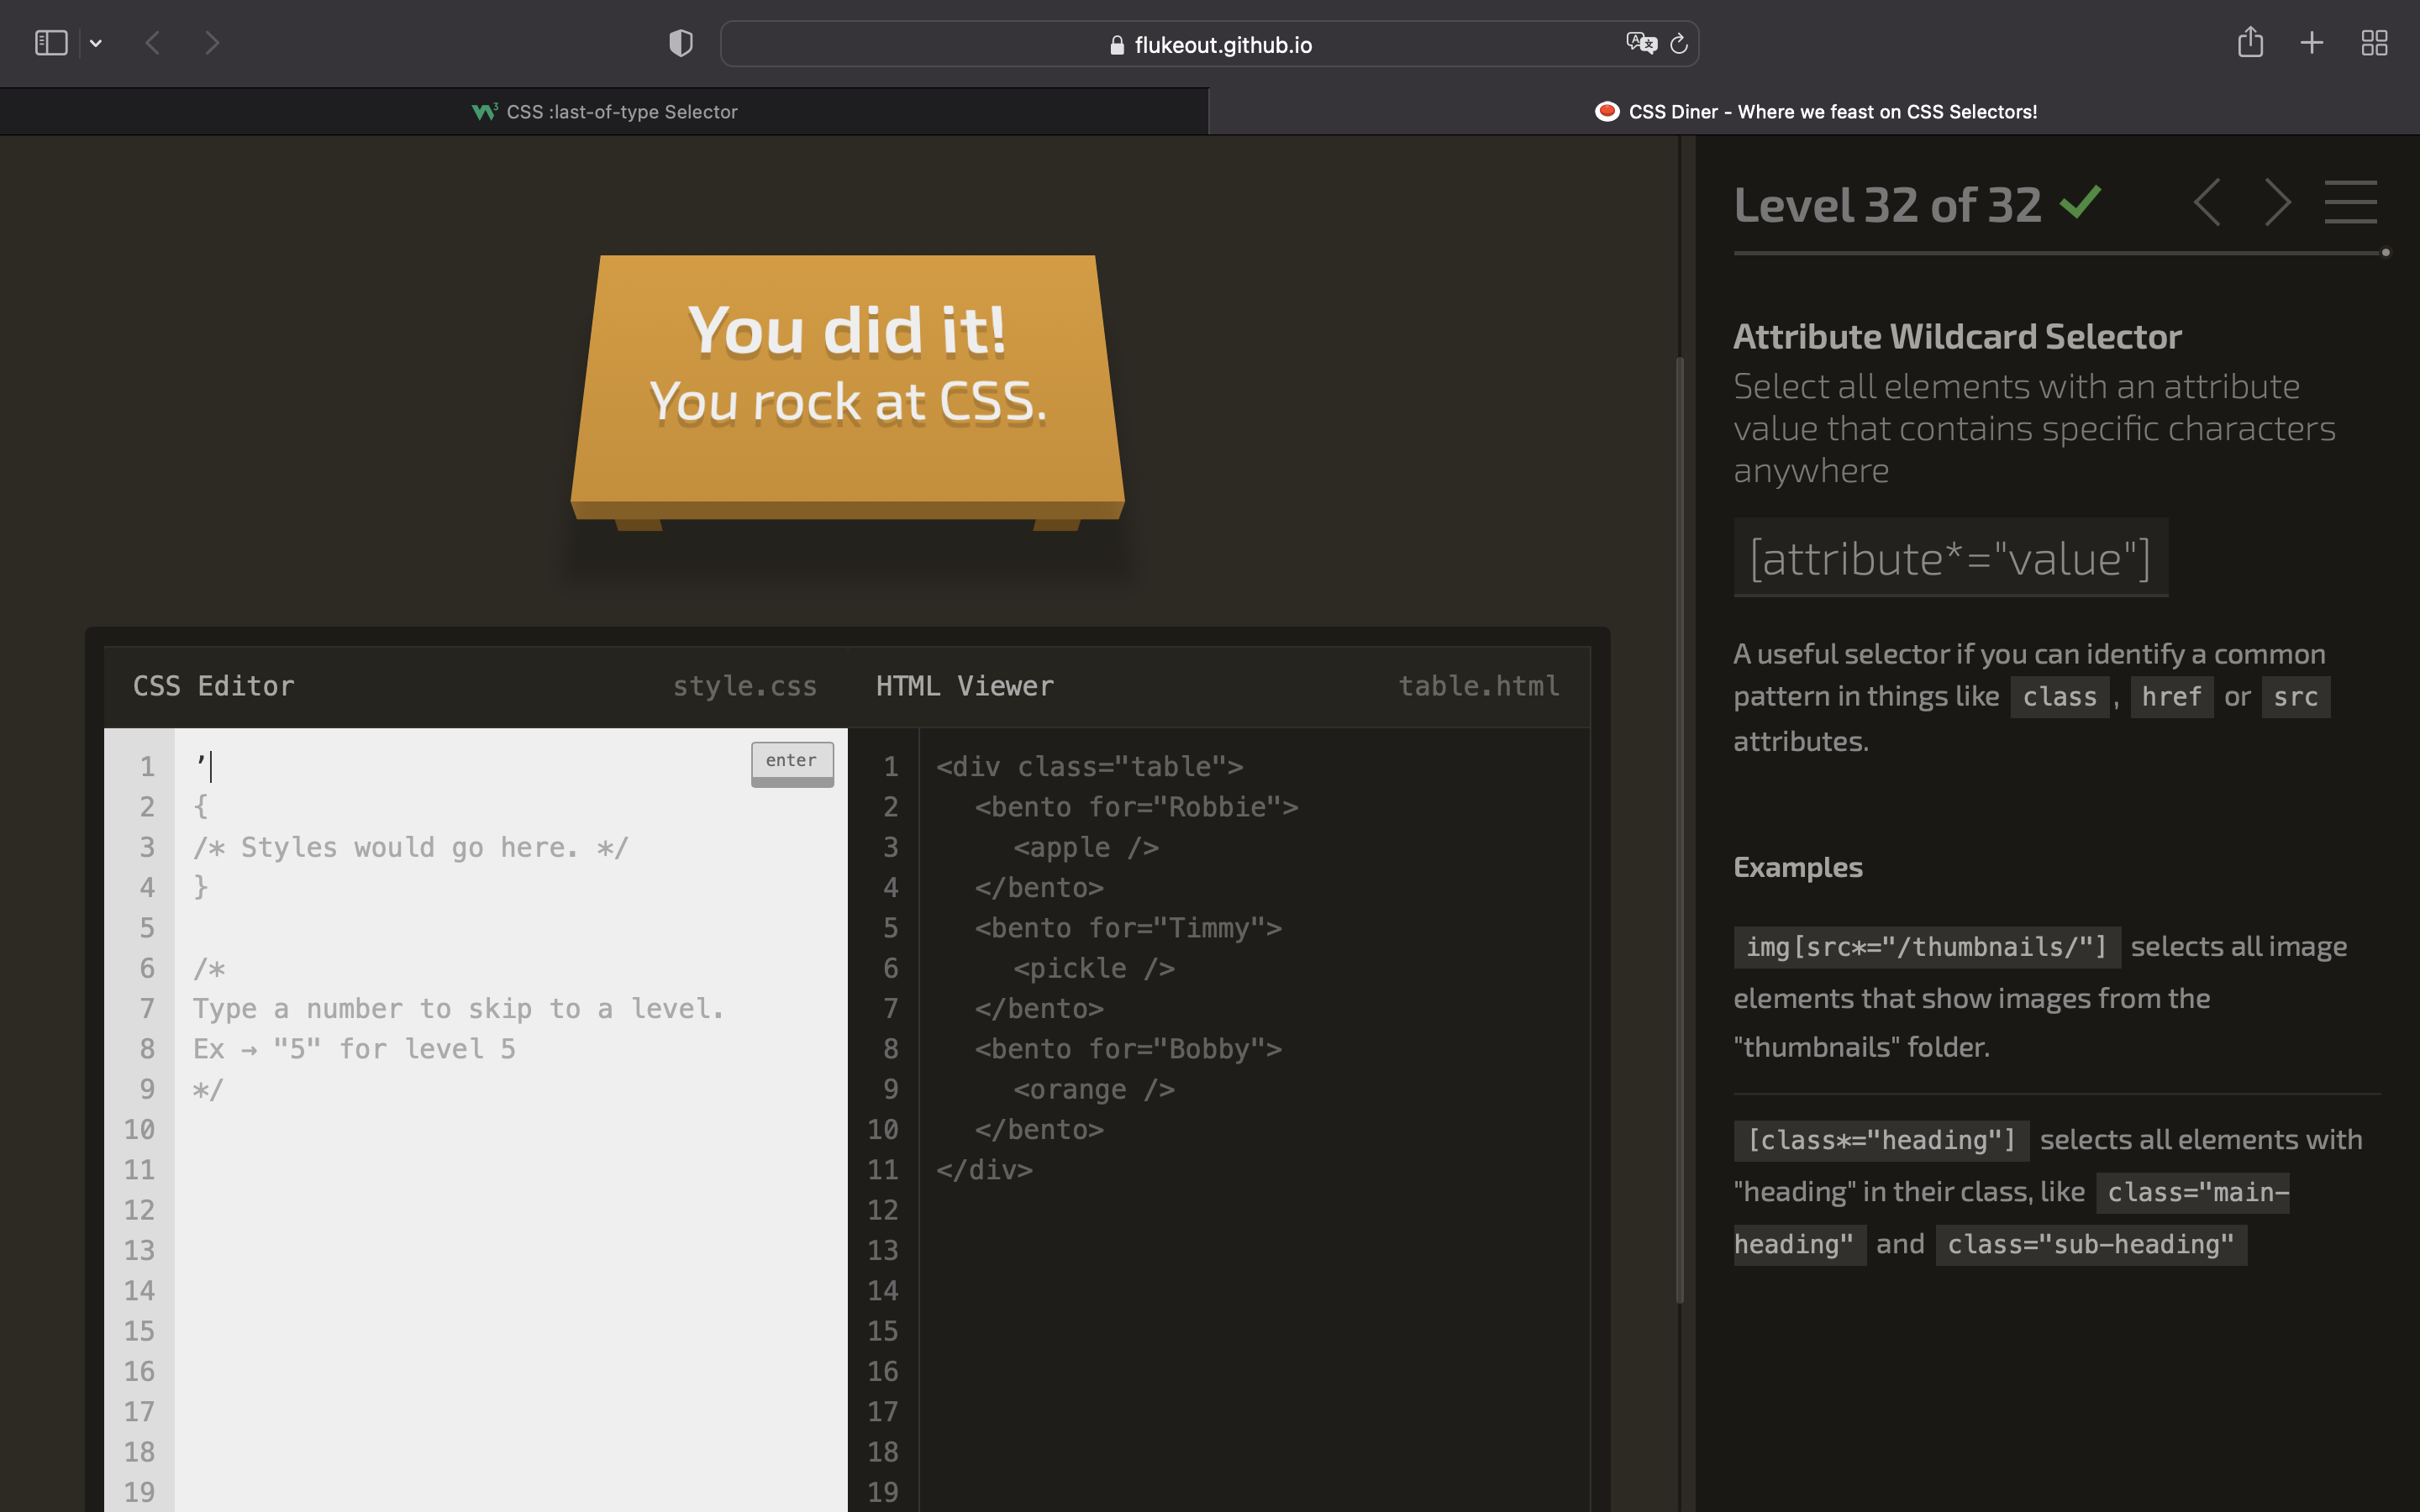 flukeout.github.io
CSS :last-of-type Selector
CSS Diner - Where we feast on CSS Selectors!
You did it!
You rock at CSS.
CSS Editor style.css
1 ’
enter
2 {
3 /* Styles would go here. */
4 }
5
6 /*
7 Type a number to skip to a level.
8 Ex → "5" for level 5
9 */
10
11
12
13
14
15
16
17
18
19
HTML Viewer table.html
1 <div class="table">
2 <bento for="Robbie">
3 <apple />
4 </bento>
5 <bento for="Timmy">
6 <pickle />
7 </bento>
8 <bento for="Bobby">
9 <orange />
10 </bento>
11 </div>
12
13
14
15
16
17
18
19
Level 32 of 32
Attribute Wildcard Selector
Select all elements with an attribute
value that contains specific characters
anywhere
[attribute*="value"]
A useful selector if you can identify a common
pattern in things like class , href or src
attributes.
Examples
img[src*="/thumbnails/"] selects all image
elements that show images from the
"thumbnails" folder.
[class*="heading"] selects all elements with
"heading" in their class, like class="main-
heading" and class="sub-heading"